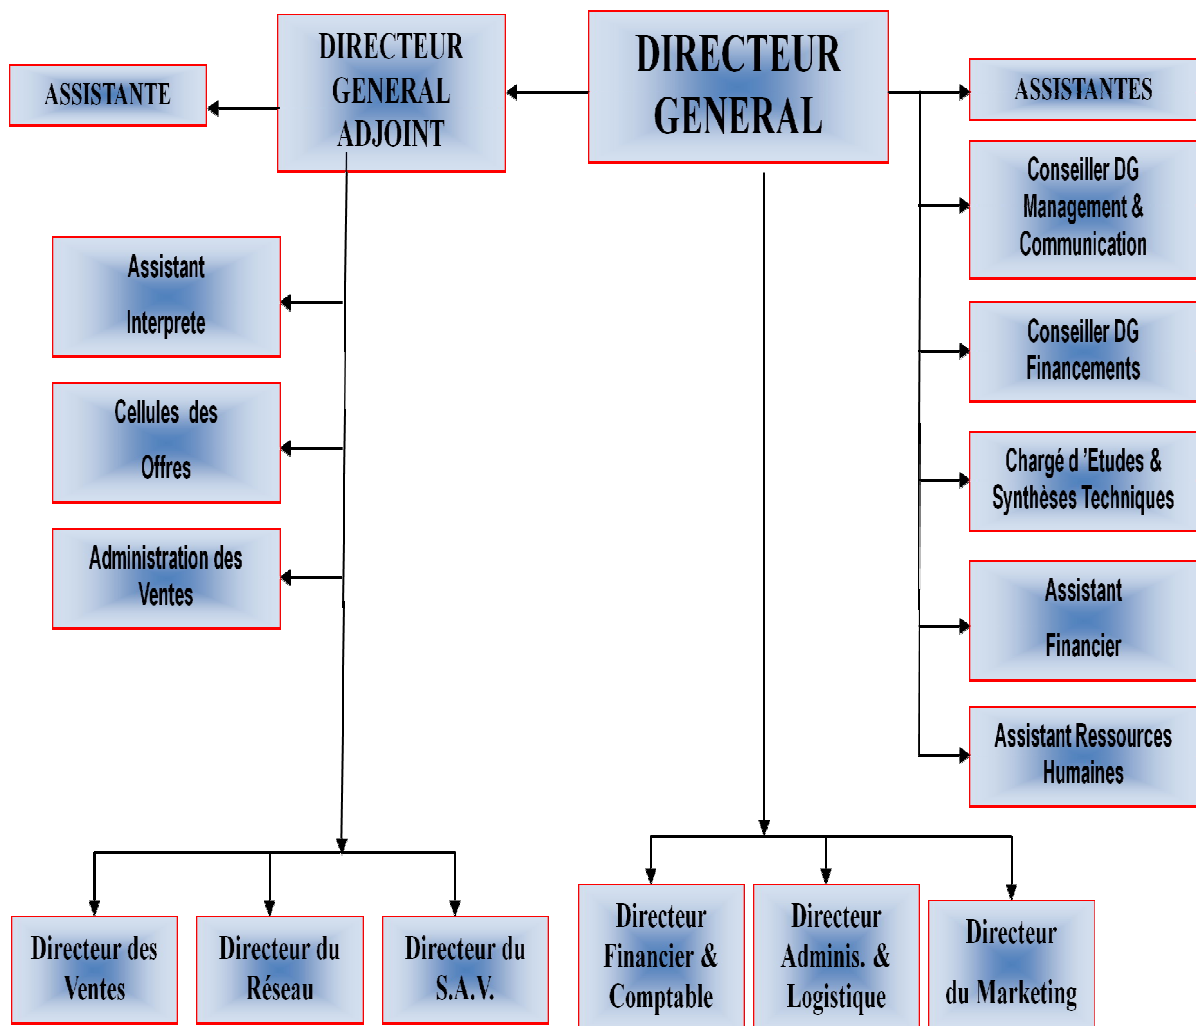 DIRECTEUR
GENERAL
ADJOINT
DIRECTEUR
GENERAL
ASSISTANTE
ASSISTANTES
Conseiller DG
Management &
Communication
Assistant
Interprete
Conseiller DG
Financements
Cellules des
Offres
Chargé d ’Etudes &
Synthèses Techniques
Administration des
Ventes
Assistant
Financier
Assistant Ressources
Humaines
Directeur des
Ventes
Directeur du
Réseau
Directeur du
S.A.V.
Directeur
Financier &
Comptable
Directeur
Adminis. &
Logistique
Directeur
du Marketing